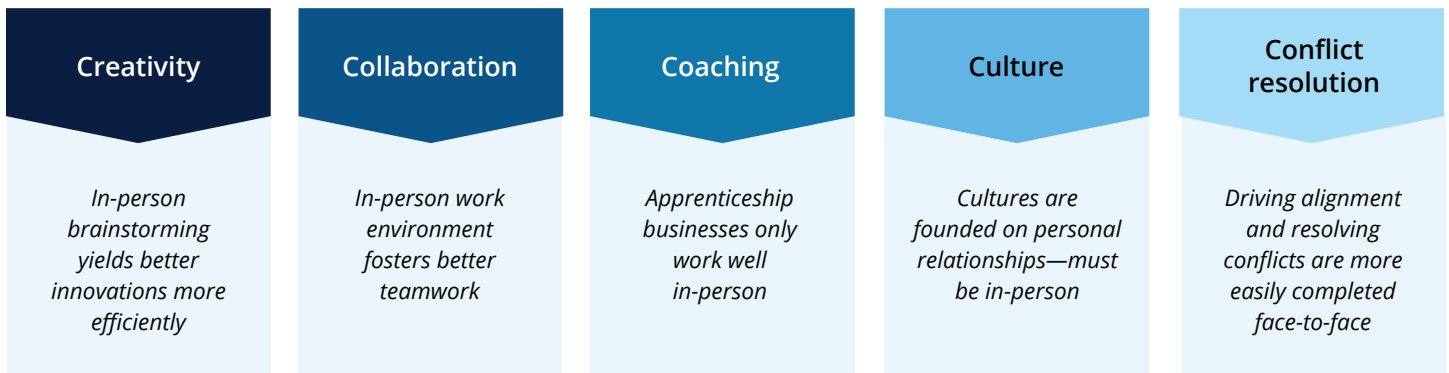 Creativity
In-person
brainstorming
yields better
innovations more
efficiently
Collaboration
In-person work
environment
fosters better
teamwork
Coaching
Apprenticeship
businesses only
work well
in-person
Culture
Cultures are
founded on personal
relationships—must
be in-person
Conflict
resolution
Driving alignment
and resolving
conflicts are more
easily completed
face-to-face